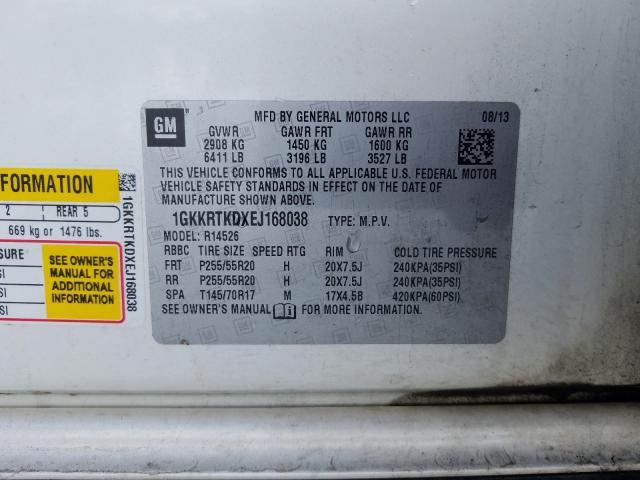 GM
MFD BY GENERAL MOTORS LLC 08/13
GVWR GAWR FRT GAWR RR
2908 KG 1450 KG 1600 KG
6411 LB 3196 LB 3527 LB
THIS VEHICLE CONFORMS TO ALL APPLICABLE U.S. FEDERAL MOTOR
VEHICLE SAFETY STANDARDS IN EFFECT ON THE DATE OF
MANUFACTURE SHOWN ABOVE.
1GKKRTKDXEJ168038 TYPE: M.P.V.
MODEL: R14526
RBBC TIRE SIZE SPEED RTG RIM COLD TIRE PRESSURE
FRT P255/55R20 H 20X7.5J 240KPA(35PSI)
RR P255/55R20 H 20X7.5J 240KPA(35PSI)
SPA T145/70R17 M 17X4.5B 420KPA(60PSI)
SEE OWNER'S MANUAL FOR MORE INFORMATION.
FORMATION
2 REAR 5
669 kg or 1476 lbs.
SEE OWNER'S
MANUAL FOR
ADDITIONAL
INFORMATION
SI
SI
SI
1GKKRTKDXEJ168038